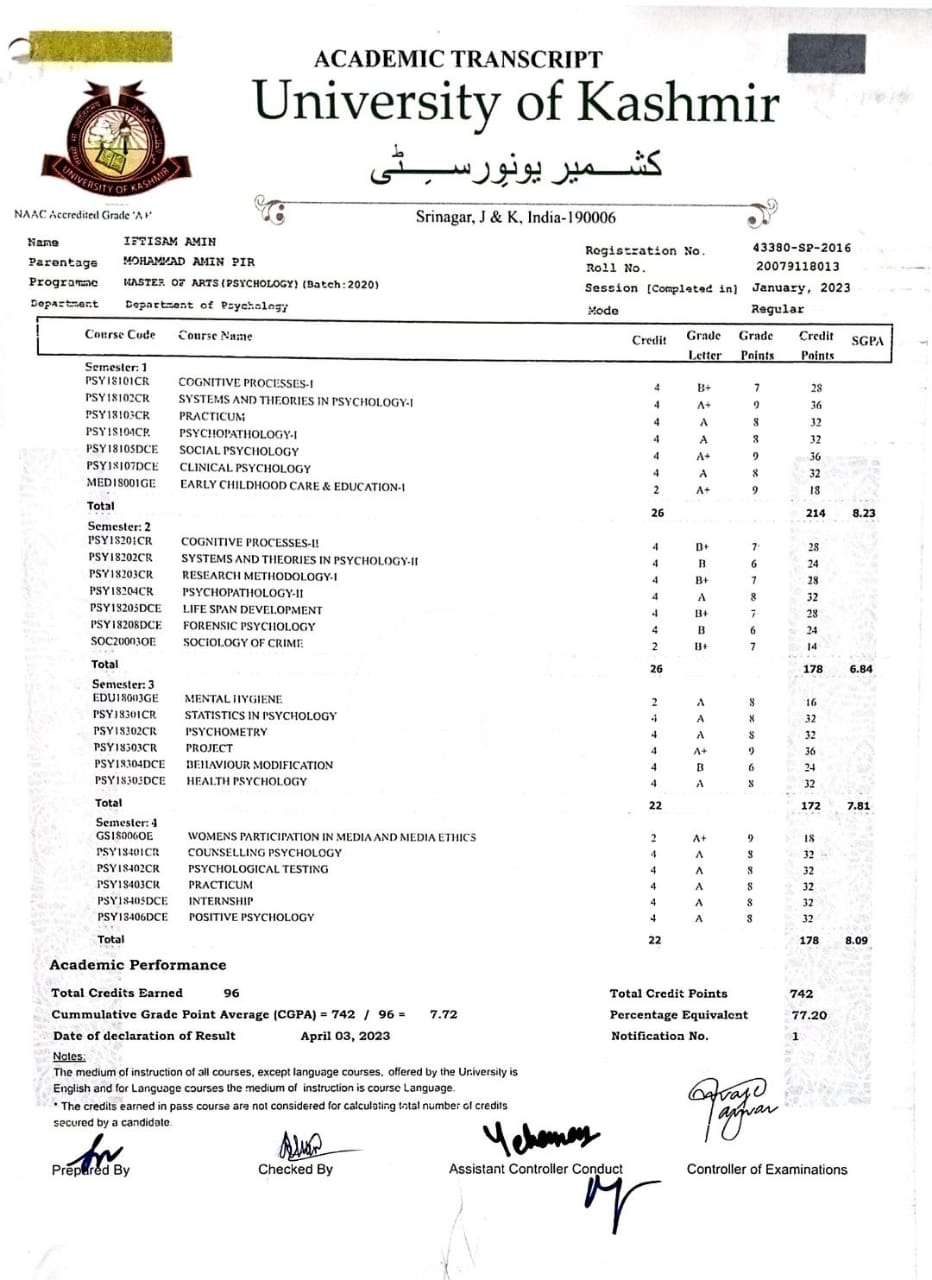 ACADEMIC TRANSCRIPT
University of Kashmir
کشمیر یونورسٹی
UNIVERSITY OF KASHMIR
NAAC Accredited Grade 'A+'
Srinagar, J & K, India-190006
Name IFTISAM AMIN
Parentage MOHAMMAD AMIN PIR
Programme MASTER OF ARTS(PSYCHOLOGY)(Batch:2020)
Department Department of Psychology
Registration No. 43380-SP-2016
Roll No. 20079118013
Session [Completed in] January, 2023
Mode Regular
Course Code Course Name Credit Grade Letter Grade Points Credit Points SGPA
Semester: 1
PSY18101CR COGNITIVE PROCESSES-I 4 B+ 7 28
PSY18102CR SYSTEMS AND THEORIES IN PSYCHOLOGY-I 4 A+ 9 36
PSY18103CR PRACTICUM 4 A 8 32
PSY18104CR PSYCHOPATHOLOGY-I 4 A 8 32
PSY18105DCE SOCIAL PSYCHOLOGY 4 A+ 9 36
PSY18107DCE CLINICAL PSYCHOLOGY 4 A 8 32
MED18001GE EARLY CHILDHOOD CARE & EDUCATION-I 2 A+ 9 18
Total 26 214 8.23
Semester: 2
PSY18201CR COGNITIVE PROCESSES-II 4 B+ 7 28
PSY18202CR SYSTEMS AND THEORIES IN PSYCHOLOGY-II 4 B 6 24
PSY18203CR RESEARCH METHODOLOGY-I 4 B+ 7 28
PSY18204CR PSYCHOPATHOLOGY-II 4 A 8 32
PSY18205DCE LIFE SPAN DEVELOPMENT 4 B+ 7 28
PSY18208DCE FORENSIC PSYCHOLOGY 4 B 6 24
SOC20003OE SOCIOLOGY OF CRIME 2 B+ 7 14
Total 26 178 6.84
Semester: 3
EDU18003GE MENTAL HYGIENE 2 A 8 16
PSY18301CR STATISTICS IN PSYCHOLOGY 4 A 8 32
PSY18302CR PSYCHOMETRY 4 A 8 32
PSY18303CR PROJECT 4 A+ 9 36
PSY18304DCE BEHAVIOUR MODIFICATION 4 B 6 24
PSY18305DCE HEALTH PSYCHOLOGY 4 A 8 32
Total 22 172 7.81
Semester: 4
GS18006OE WOMENS PARTICIPATION IN MEDIA AND MEDIA ETHICS 2 A+ 9 18
PSY18401CR COUNSELLING PSYCHOLOGY 4 A 8 32
PSY18402CR PSYCHOLOGICAL TESTING 4 A 8 32
PSY18403CR PRACTICUM 4 A 8 32
PSY18405DCE INTERNSHIP 4 A 8 32
PSY18406DCE POSITIVE PSYCHOLOGY 4 A 8 32
Total 22 178 8.09
Academic Performance
Total Credits Earned 96 Total Credit Points 742
Cummulative Grade Point Average (CGPA) = 742 / 96 = 7.72 Percentage Equivalent 77.20
Date of declaration of Result April 03, 2023 Notification No. 1
Notes:
The medium of instruction of all courses, except language courses, offered by the University is
English and for Language courses the medium of instruction is course Language.
* The credits earned in pass course are not considered for calculating total number of credits
secured by a candidate.
Prepared By Checked By Assistant Controller Conduct Controller of Examinations